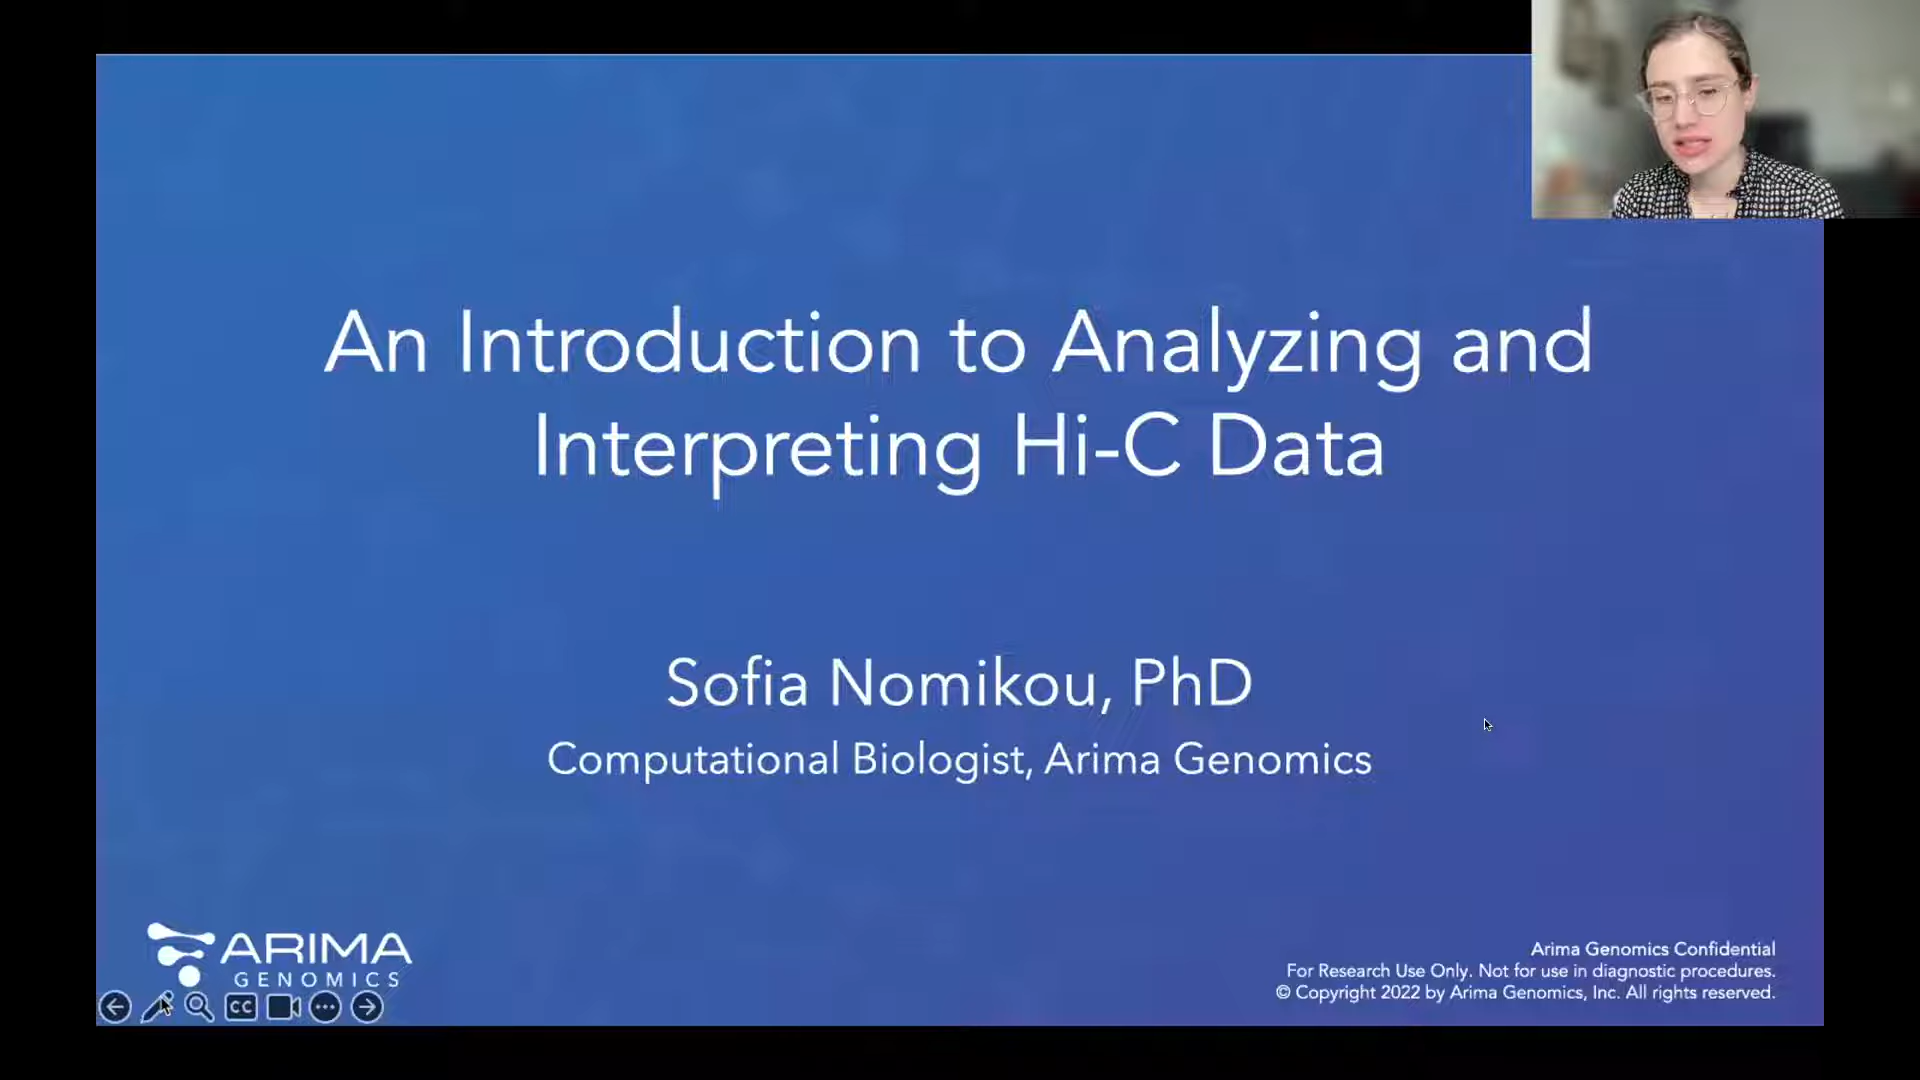 An Introduction to Analyzing and
Interpreting Hi-C Data
Sofia Nomikou, PhD
Computational Biologist, Arima Genomics
ARIMA
GENOMICS
CC
Arima Genomics Confidential
For Research Use Only. Not for use in diagnostic procedures.
© Copyright 2022 by Arima Genomics, Inc. All rights reserved.